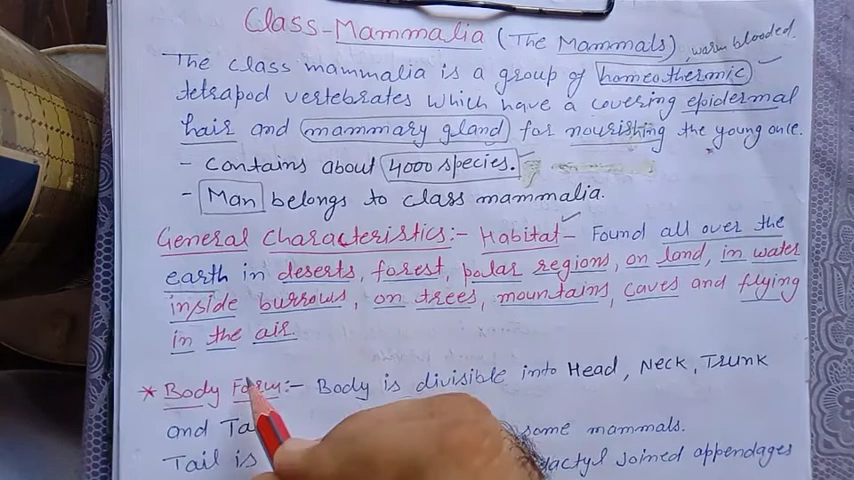 Class-Mammalia (The Mammals), warm blooded.
The class mammalia is a group of homeothermic
tetrapod vertebrates which have a covering epidermal
hair and mammary gland for nourishing the young once.
- contains about 4000 species.
- Man belongs to class mammalia.
General Characteristics:- Habitat- Found all over the
earth in deserts, forest, polar regions, on land, in water
inside burrows, on trees, mountains, caves and flying
in the air
* Body Form:- Body is divisible into Head, Neck, Trunk
and some mammals.
Tail is joined appendages